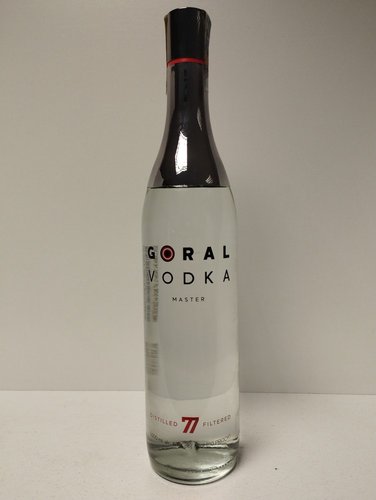 GORAL
VODKA
MASTER
DISTILLED 77 FILTERED